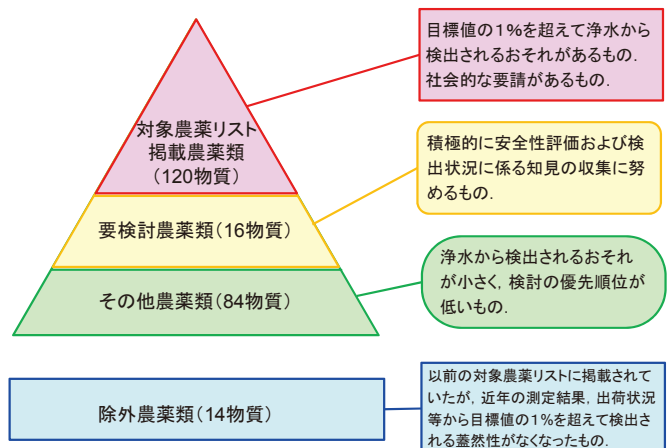 対象農薬リスト
掲載農薬類
（120物質）
目標値の1%を超えて浄水から
検出されるおそれがあるもの．
社会的な要請があるもの．
要検討農薬類（16物質）
積極的に安全性評価および検
出状況に係る知見の収集に努
めるもの．
その他農薬類（84物質）
浄水から検出されるおそれ
が小さく，検討の優先順位が
低いもの．
除外農薬類（14物質）
以前の対象農薬リストに掲載されて
いたが，近年の測定結果，出荷状況
等から目標値の1%を超えて検出さ
れる蓋然性がなくなったもの．